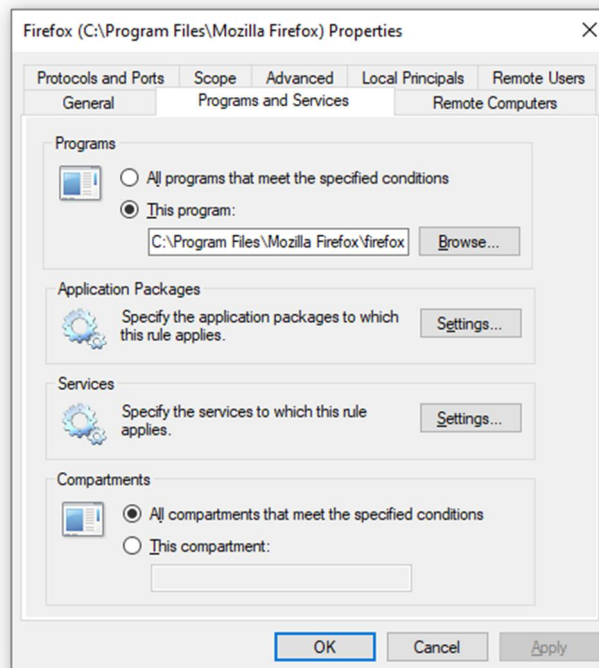 Firefox (C:\Program Files\Mozilla Firefox) Properties
Protocols and Ports Scope Advanced Local Principals Remote Users
General Programs and Services Remote Computers
Programs
All programs that meet the specified conditions
This program:
C:\Program Files\Mozilla Firefox\firefox Browse...
Application Packages
Specify the application packages to which
this rule applies.
Settings...
Services
Specify the services to which this rule
applies.
Settings...
Compartments
All compartments that meet the specified conditions
This compartment:
OK Cancel Apply